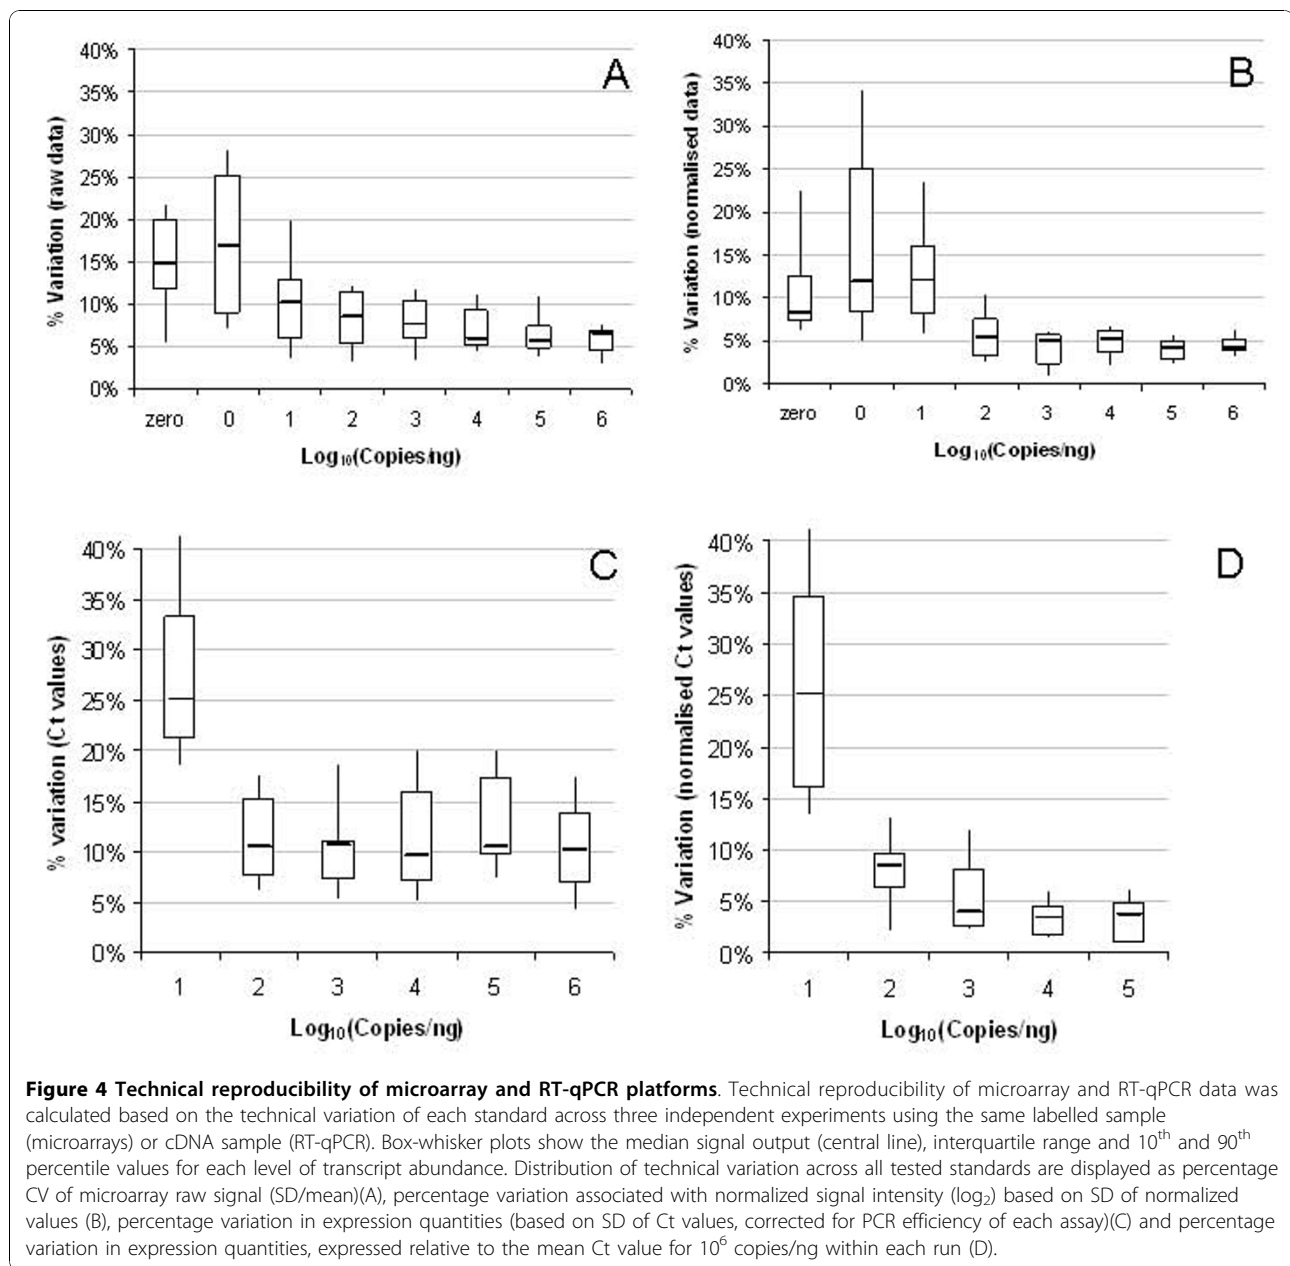 A
40%
35%
30%
25%
20%
15%
10%
5%
0%
% Variation (raw data)
zero 0 1 2 3 4 5 6
Log10(Copies/ng)
B
40%
35%
30%
25%
20%
15%
10%
5%
0%
% Variation (normalised data)
zero 0 1 2 3 4 5 6
Log10(Copies/ng)
C
40%
35%
30%
25%
20%
15%
10%
5%
0%
% variation (Ct values)
1 2 3 4 5 6
Log10(Copies/ng)
D
40%
35%
30%
25%
20%
15%
10%
5%
0%
% Variation (normalised Ct values)
1 2 3 4 5
Log10(Copies/ng)
Figure 4 Technical reproducibility of microarray and RT-qPCR platforms. Technical reproducibility of microarray and RT-qPCR data was
calculated based on the technical variation of each standard across three independent experiments using the same labelled sample
(microarrays) or cDNA sample (RT-qPCR). Box-whisker plots show the median signal output (central line), interquartile range and 10th and 90th
percentile values for each level of transcript abundance. Distribution of technical variation across all tested standards are displayed as percentage
CV of microarray raw signal (SD/mean)(A), percentage variation associated with normalized signal intensity (log2) based on SD of normalized
values (B), percentage variation in expression quantities (based on SD of Ct values, corrected for PCR efficiency of each assay)(C) and percentage
variation in expression quantities, expressed relative to the mean Ct value for 10^6 copies/ng within each run (D).